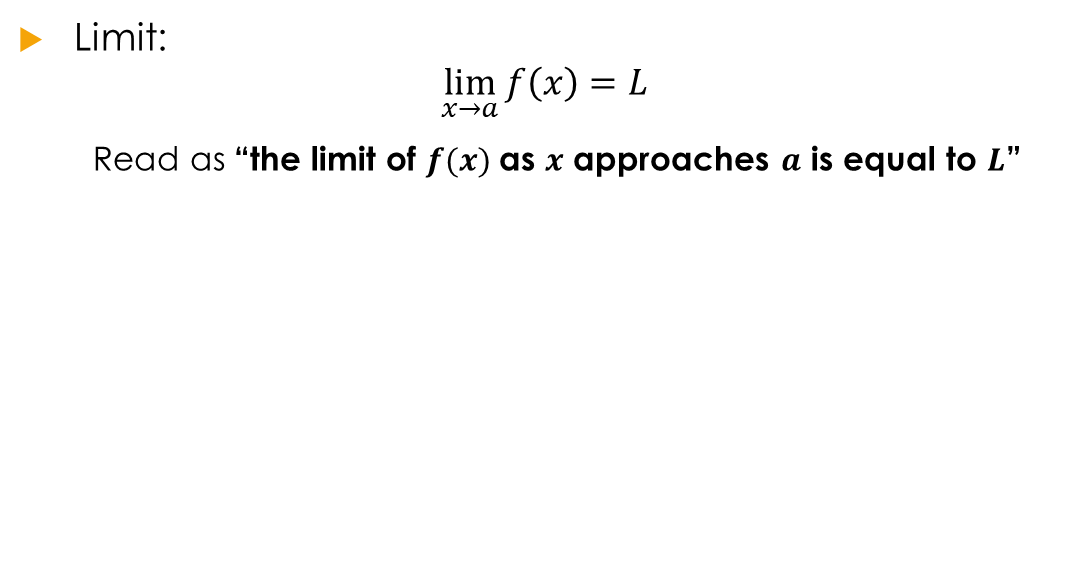 Limit:
lim f(x) = L
x→a
Read as “the limit of f(x) as x approaches a is equal to L”